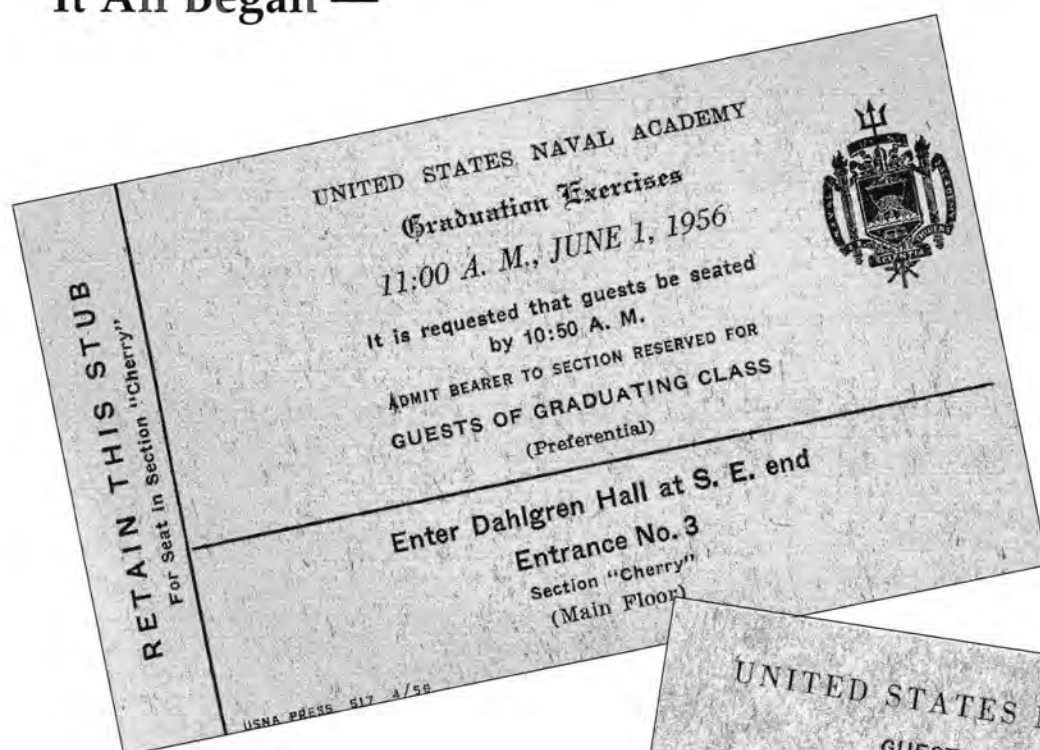 It All Began —
UNITED STATES NAVAL ACADEMY
Graduation Exercises
11:00 A. M., JUNE 1, 1956
It is requested that guests be seated
by 10:50 A. M.
ADMIT BEARER TO SECTION RESERVED FOR
GUESTS OF GRADUATING CLASS
(Preferential)
Enter Dahlgren Hall at S. E. end
Entrance No. 3
Section "Cherry"
(Main Floor)
RETAIN THIS STUB
For Seat in Section "Cherry"
USNA PRESS 517 4/56
UNITED STATES
GUEST